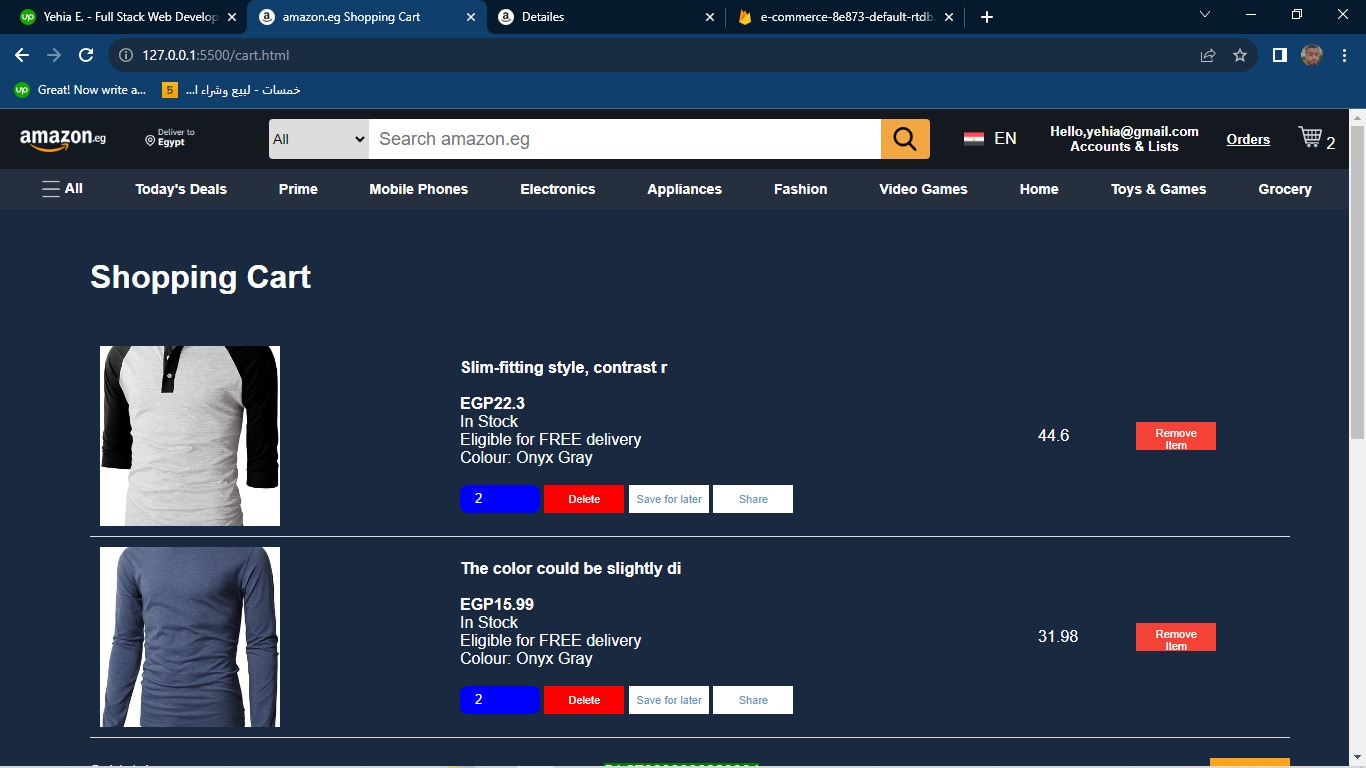 Yehia E. - Full Stack Web Develop
amazon.eg Shopping Cart
Detailes
e-commerce-8e873-default-rtdb.
127.0.0.1:5500/cart.html
up Great! Now write a...
5 خمسات - لبيع وشراء ا...
amazon.eg
Deliver to
Egypt
All
Search amazon.eg
EN
Hello,yehia@gmail.com
Accounts & Lists
Orders
2
All Today's Deals Prime Mobile Phones Electronics Appliances Fashion Video Games Home Toys & Games Grocery
Shopping Cart
Slim-fitting style, contrast r
EGP22.3
In Stock
Eligible for FREE delivery
Colour: Onyx Gray
2 Delete Save for later Share
44.6
Remove
Item
The color could be slightly di
EGP15.99
In Stock
Eligible for FREE delivery
Colour: Onyx Gray
2 Delete Save for later Share
31.98
Remove
Item